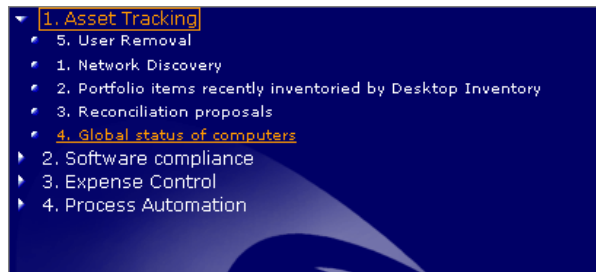 1. Asset Tracking
5. User Removal
1. Network Discovery
2. Portfolio items recently inventoried by Desktop Inventory
3. Reconciliation proposals
4. Global status of computers
2. Software compliance
3. Expense Control
4. Process Automation